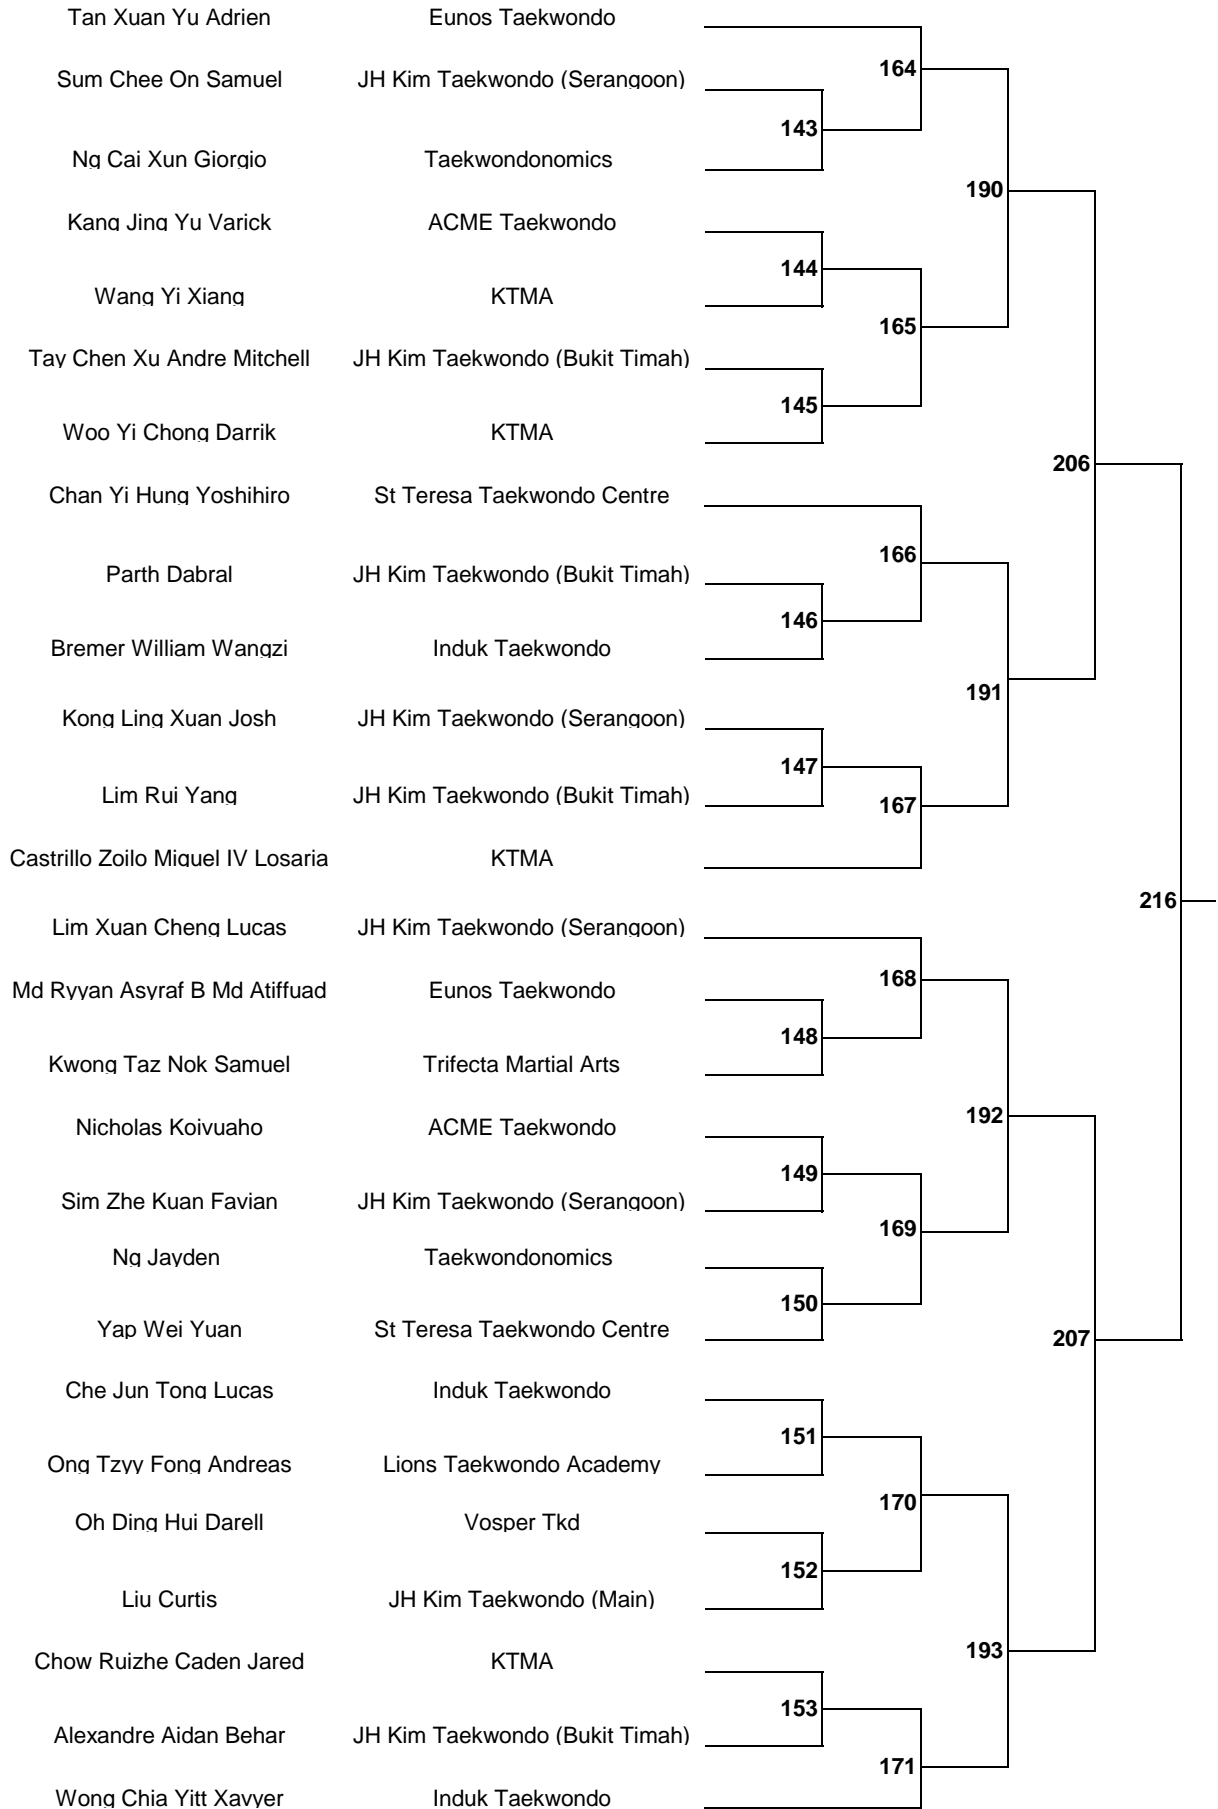 Tan Xuan Yu Adrien Eunos Taekwondo
164
Sum Chee On Samuel JH Kim Taekwondo (Serangoon)
143
Ng Cai Xun Giorgio Taekwondonomics
190
Kang Jing Yu Varick ACME Taekwondo
144
Wang Yi Xiang KTMA
165
Tay Chen Xu Andre Mitchell JH Kim Taekwondo (Bukit Timah)
145
Woo Yi Chong Darrik KTMA
206
Chan Yi Hung Yoshihiro St Teresa Taekwondo Centre
166
Parth Dabral JH Kim Taekwondo (Bukit Timah)
146
Bremer William Wangzi Induk Taekwondo
191
Kong Ling Xuan Josh JH Kim Taekwondo (Serangoon)
147
Lim Rui Yang JH Kim Taekwondo (Bukit Timah)
167
Castrillo Zoilo Miguel IV Losaria KTMA
216
Lim Xuan Cheng Lucas JH Kim Taekwondo (Serangoon)
168
Md Ryyan Asyraf B Md Atiffuad Eunos Taekwondo
148
Kwong Taz Nok Samuel Trifecta Martial Arts
192
Nicholas Koivuaho ACME Taekwondo
149
Sim Zhe Kuan Favian JH Kim Taekwondo (Serangoon)
169
Ng Jayden Taekwondonomics
150
Yap Wei Yuan St Teresa Taekwondo Centre
207
Che Jun Tong Lucas Induk Taekwondo
151
Ong Tzyy Fong Andreas Lions Taekwondo Academy
170
Oh Ding Hui Darell Vosper Tkd
152
Liu Curtis JH Kim Taekwondo (Main)
193
Chow Ruizhe Caden Jared KTMA
153
Alexandre Aidan Behar JH Kim Taekwondo (Bukit Timah)
171
Wong Chia Yitt Xavyer Induk Taekwondo